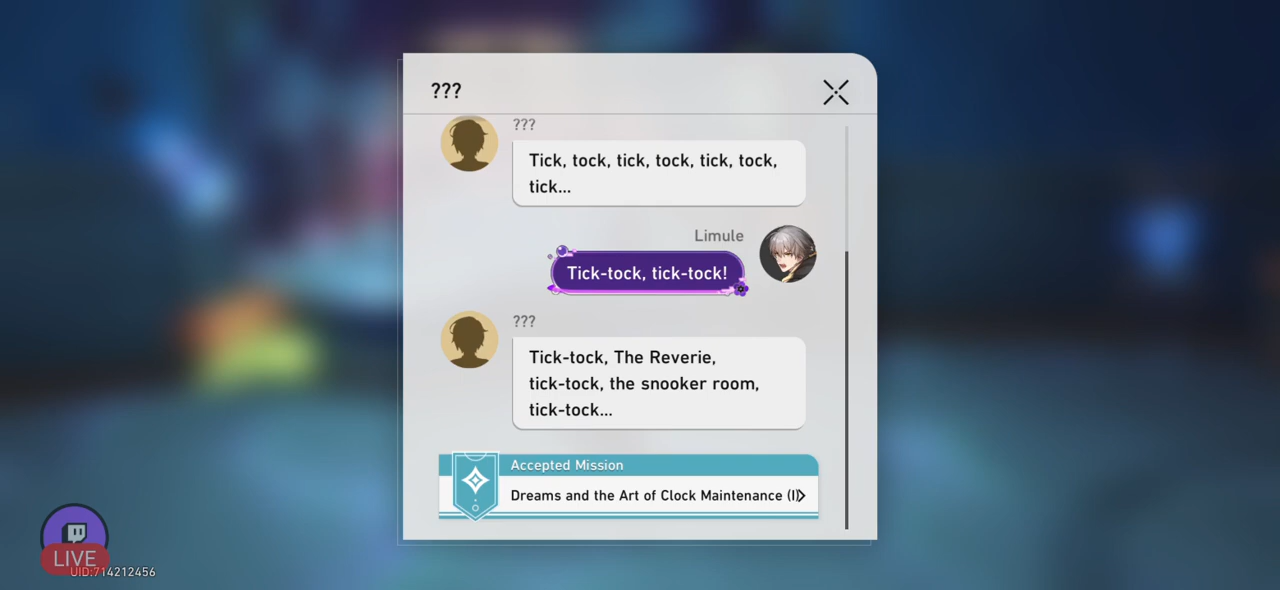 ???
???
Tick, tock, tick, tock, tick, tock,
tick...
Limule
Tick-tock, tick-tock!
???
Tick-tock, The Reverie,
tick-tock, the snooker room,
tick-tock...
Accepted Mission
Dreams and the Art of Clock Maintenance (I)
LIVE
UID:714212456